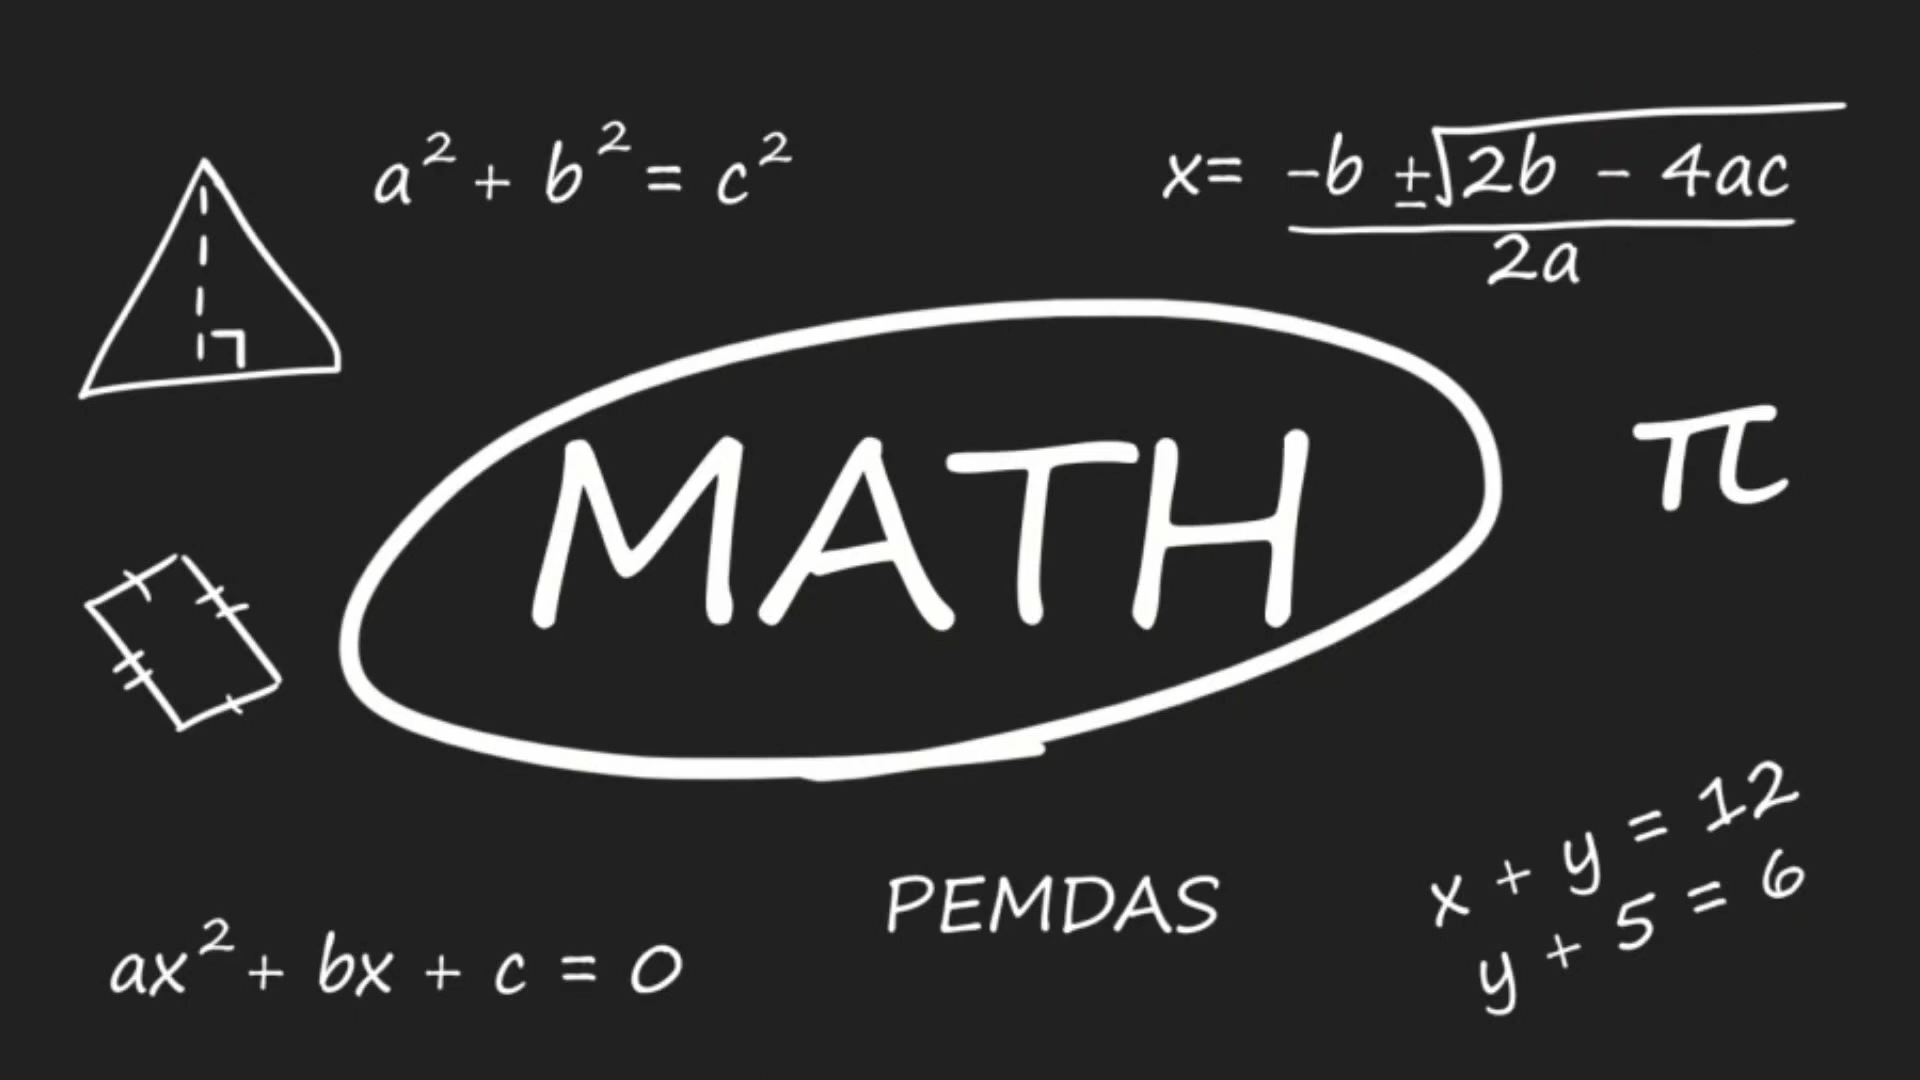 a² + b² = c²
x= -b ±√2b - 4ac
2a
MATH
π
x + y = 12
y + 5 = 6
PEMDAS
ax² + bx + c = 0